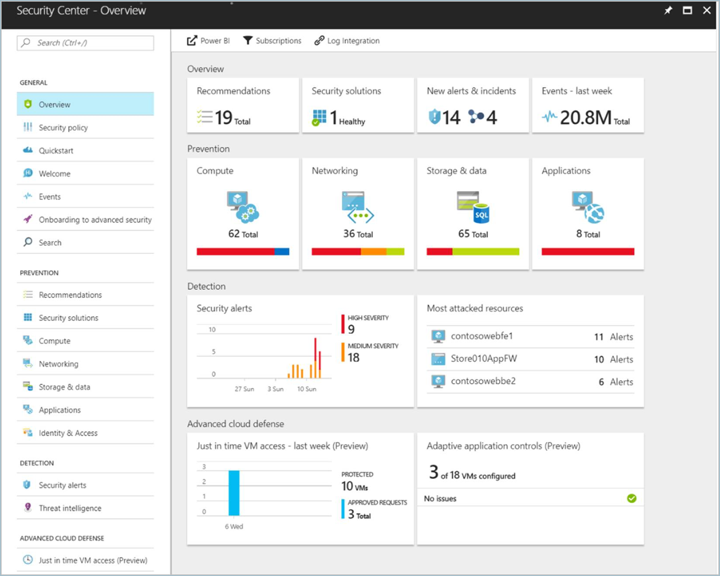 Security Center - Overview
Search (Ctrl+/)
GENERAL
Overview
Security policy
Quickstart
Welcome
Events
Onboarding to advanced security
Search
PREVENTION
Recommendations
Security solutions
Compute
Networking
Storage & data
Applications
Identity & Access
DETECTION
Security alerts
Threat intelligence
ADVANCED CLOUD DEFENSE
Just in time VM access (Preview)
Power BI Subscriptions Log Integration
Overview
Recommendations
19 Total
Security solutions
1 Healthy
New alerts & incidents
14 4
Events - last week
20.8M Total
Prevention
Compute
62 Total
Networking
36 Total
Storage & data
SQL
65 Total
Applications
8 Total
Detection
Security alerts
10
5
0
27 Sun 3 Sun 10 Sun
HIGH SEVERITY
9
MEDIUM SEVERITY
18
Most attacked resources
contosowebfe1 11 Alerts
Store010AppFW 10 Alerts
contosowebbe2 6 Alerts
Advanced cloud defense
Just in time VM access - last week (Preview)
3
2
1
0
6 Wed
PROTECTED
10 VMs
APPROVED REQUESTS
3 Total
Adaptive application controls (Preview)
3 of 18 VMs configured
No issues